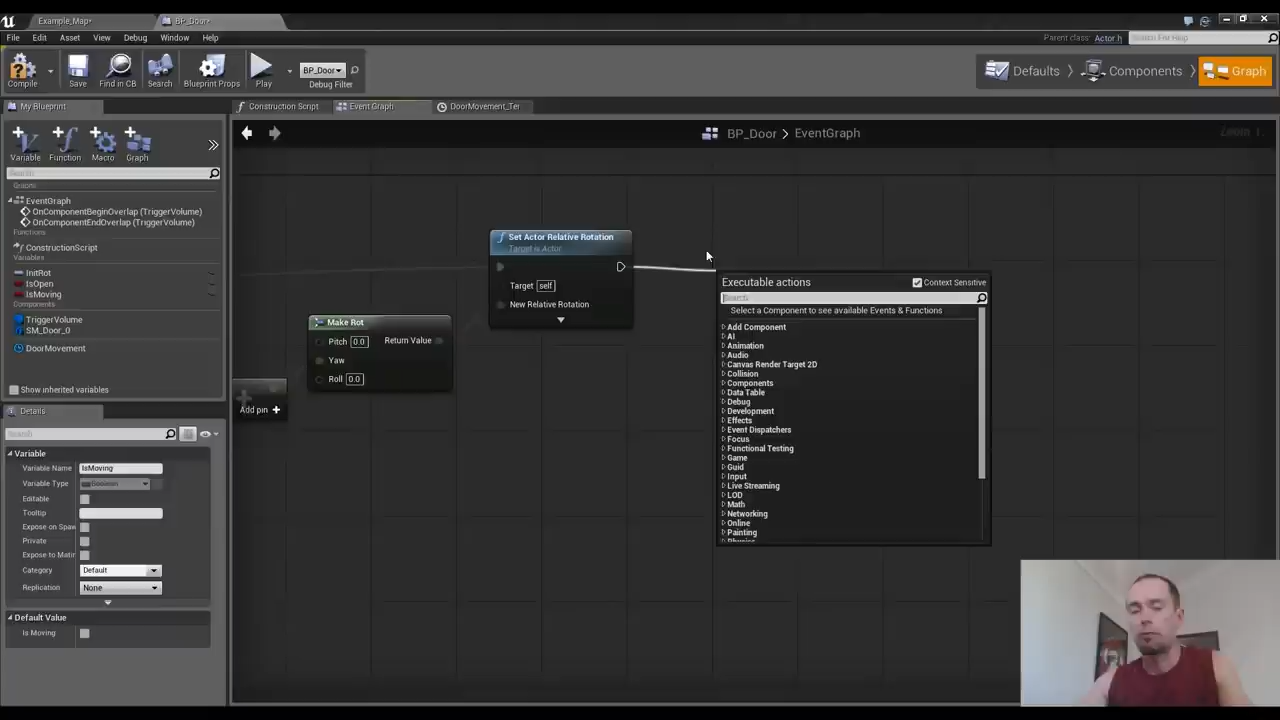 Example_Map*
BP_Door*
File Edit Asset View Debug Window Help
Parent class: Actor.h
Compile Save Find in CB Search Blueprint Props Play
BP_Door
Debug Filter
Defaults Components Graph
My Blueprint
Construction Script Event Graph DoorMovement_Ter
Variable Function Macro Graph
BP_Door > EventGraph
Search
Graphs
EventGraph
OnComponentBeginOverlap (TriggerVolume)
OnComponentEndOverlap (TriggerVolume)
Functions
ConstructionScript
Variables
InitRot
IsOpen
IsMoving
Components
TriggerVolume
SM_Door_0
DoorMovement
Show inherited variables
Details
Search
Variable
Variable Name IsMoving
Variable Type Boolean
Editable
Tooltip
Expose on Spaw
Private
Expose to Matin
Category Default
Replication None
Default Value
Is Moving
Add pin +
Make Rot
Pitch 0.0 Return Value
Yaw
Roll 0.0
Set Actor Relative Rotation
Target is Actor
Target self
New Relative Rotation
Executable actions Context Sensitive
Search
Select a Component to see available Events & Functions
Add Component
AI
Animation
Audio
Canvas Render Target 2D
Collision
Components
Data Table
Debug
Development
Effects
Event Dispatchers
Focus
Functional Testing
Game
Guid
Input
Live Streaming
LOD
Math
Networking
Online
Painting
Physics